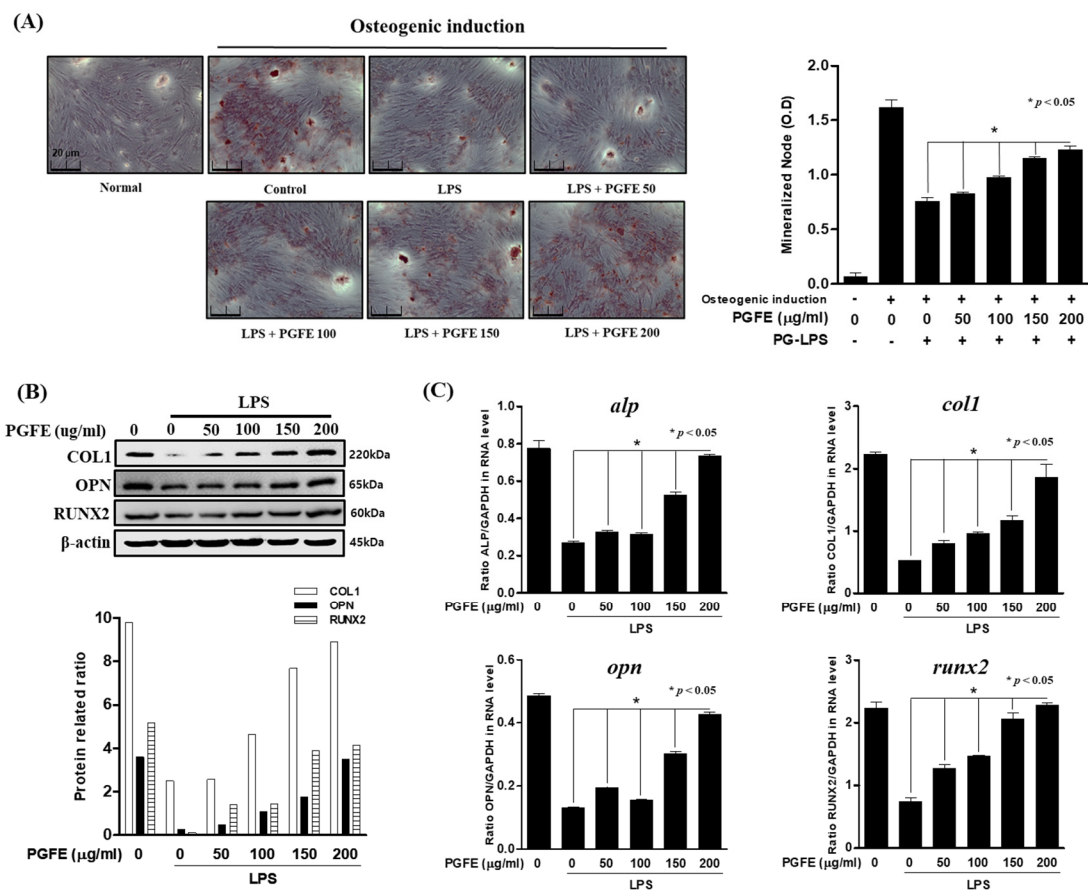 (A)
Osteogenic induction
20 μm
Normal
Control
LPS
LPS + PGFE 50
LPS + PGFE 100
LPS + PGFE 150
LPS + PGFE 200
Mineralized Node (O.D)
2.0
1.5
1.0
0.5
0.0
* p < 0.05
*
Osteogenic induction - + + + + + +
PGFE (μg/ml) 0 0 0 50 100 150 200
PG-LPS - - + + + + +
(B)
LPS
PGFE (ug/ml) 0 0 50 100 150 200
COL1 220kDa
OPN 65kDa
RUNX2 60kDa
β-actin 45kDa
COL1
OPN
RUNX2
Protein related ratio
10
8
6
4
2
0
PGFE (μg/ml) 0 0 50 100 150 200
LPS
(C)
alp
* p < 0.05
*
Ratio ALP/GAPDH in RNA level
0.8
0.6
0.4
0.2
0.0
PGFE (μg/ml) 0 0 50 100 150 200
LPS
col1
* p < 0.05
*
Ratio COL1/GAPDH in RNA level
3
2
1
0
PGFE (μg/ml) 0 0 50 100 150 200
LPS
opn
* p < 0.05
*
Ratio OPN/GAPDH in RNA level
0.6
0.4
0.2
0.0
PGFE (μg/ml) 0 0 50 100 150 200
LPS
runx2
* p < 0.05
*
Ratio RUNX2/GAPDH in RNA level
3
2
1
0
PGFE (μg/ml) 0 0 50 100 150 200
LPS